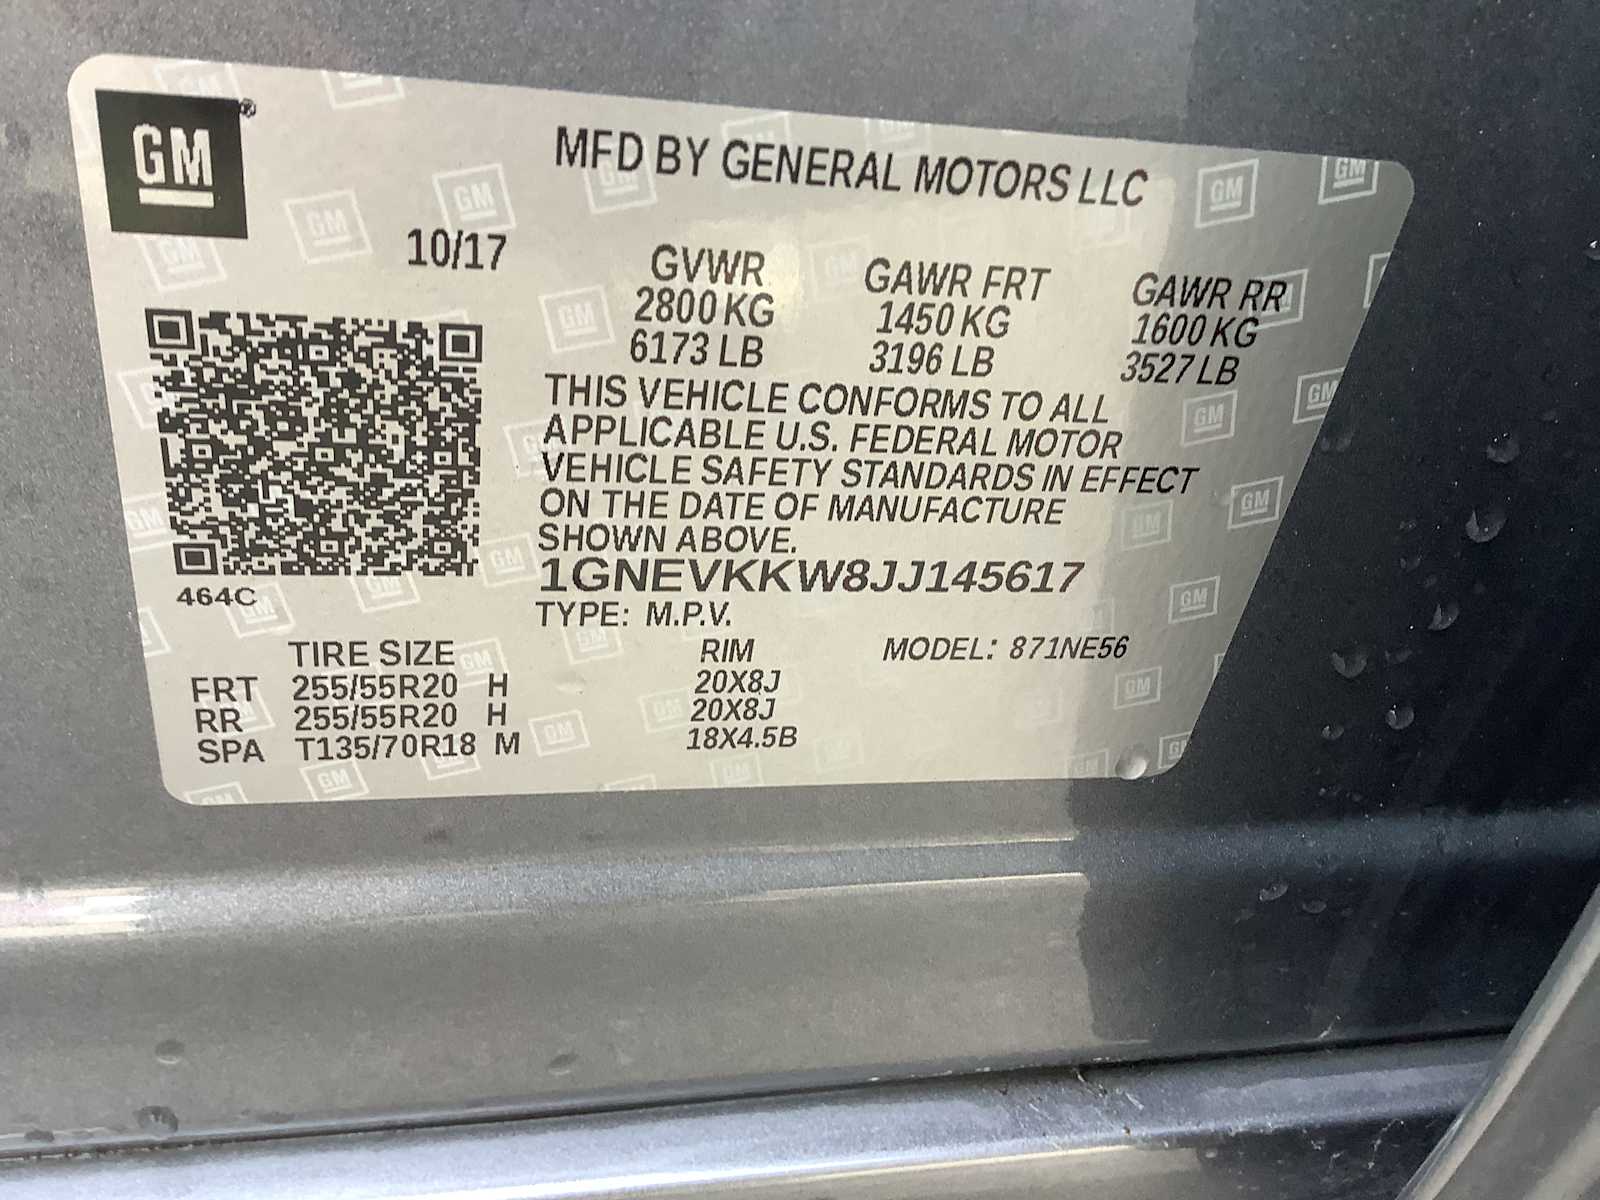 GM ®
MFD BY GENERAL MOTORS LLC
10/17
GVWR GAWR FRT GAWR RR
2800 KG 1450 KG 1600 KG
6173 LB 3196 LB 3527 LB
THIS VEHICLE CONFORMS TO ALL
APPLICABLE U.S. FEDERAL MOTOR
VEHICLE SAFETY STANDARDS IN EFFECT
ON THE DATE OF MANUFACTURE
SHOWN ABOVE.
464C
1GNEVKKW8JJ145617
TYPE: M.P.V.
TIRE SIZE RIM MODEL: 871NE56
FRT 255/55R20 H 20X8J
RR 255/55R20 H 20X8J
SPA T135/70R18 M 18X4.5B